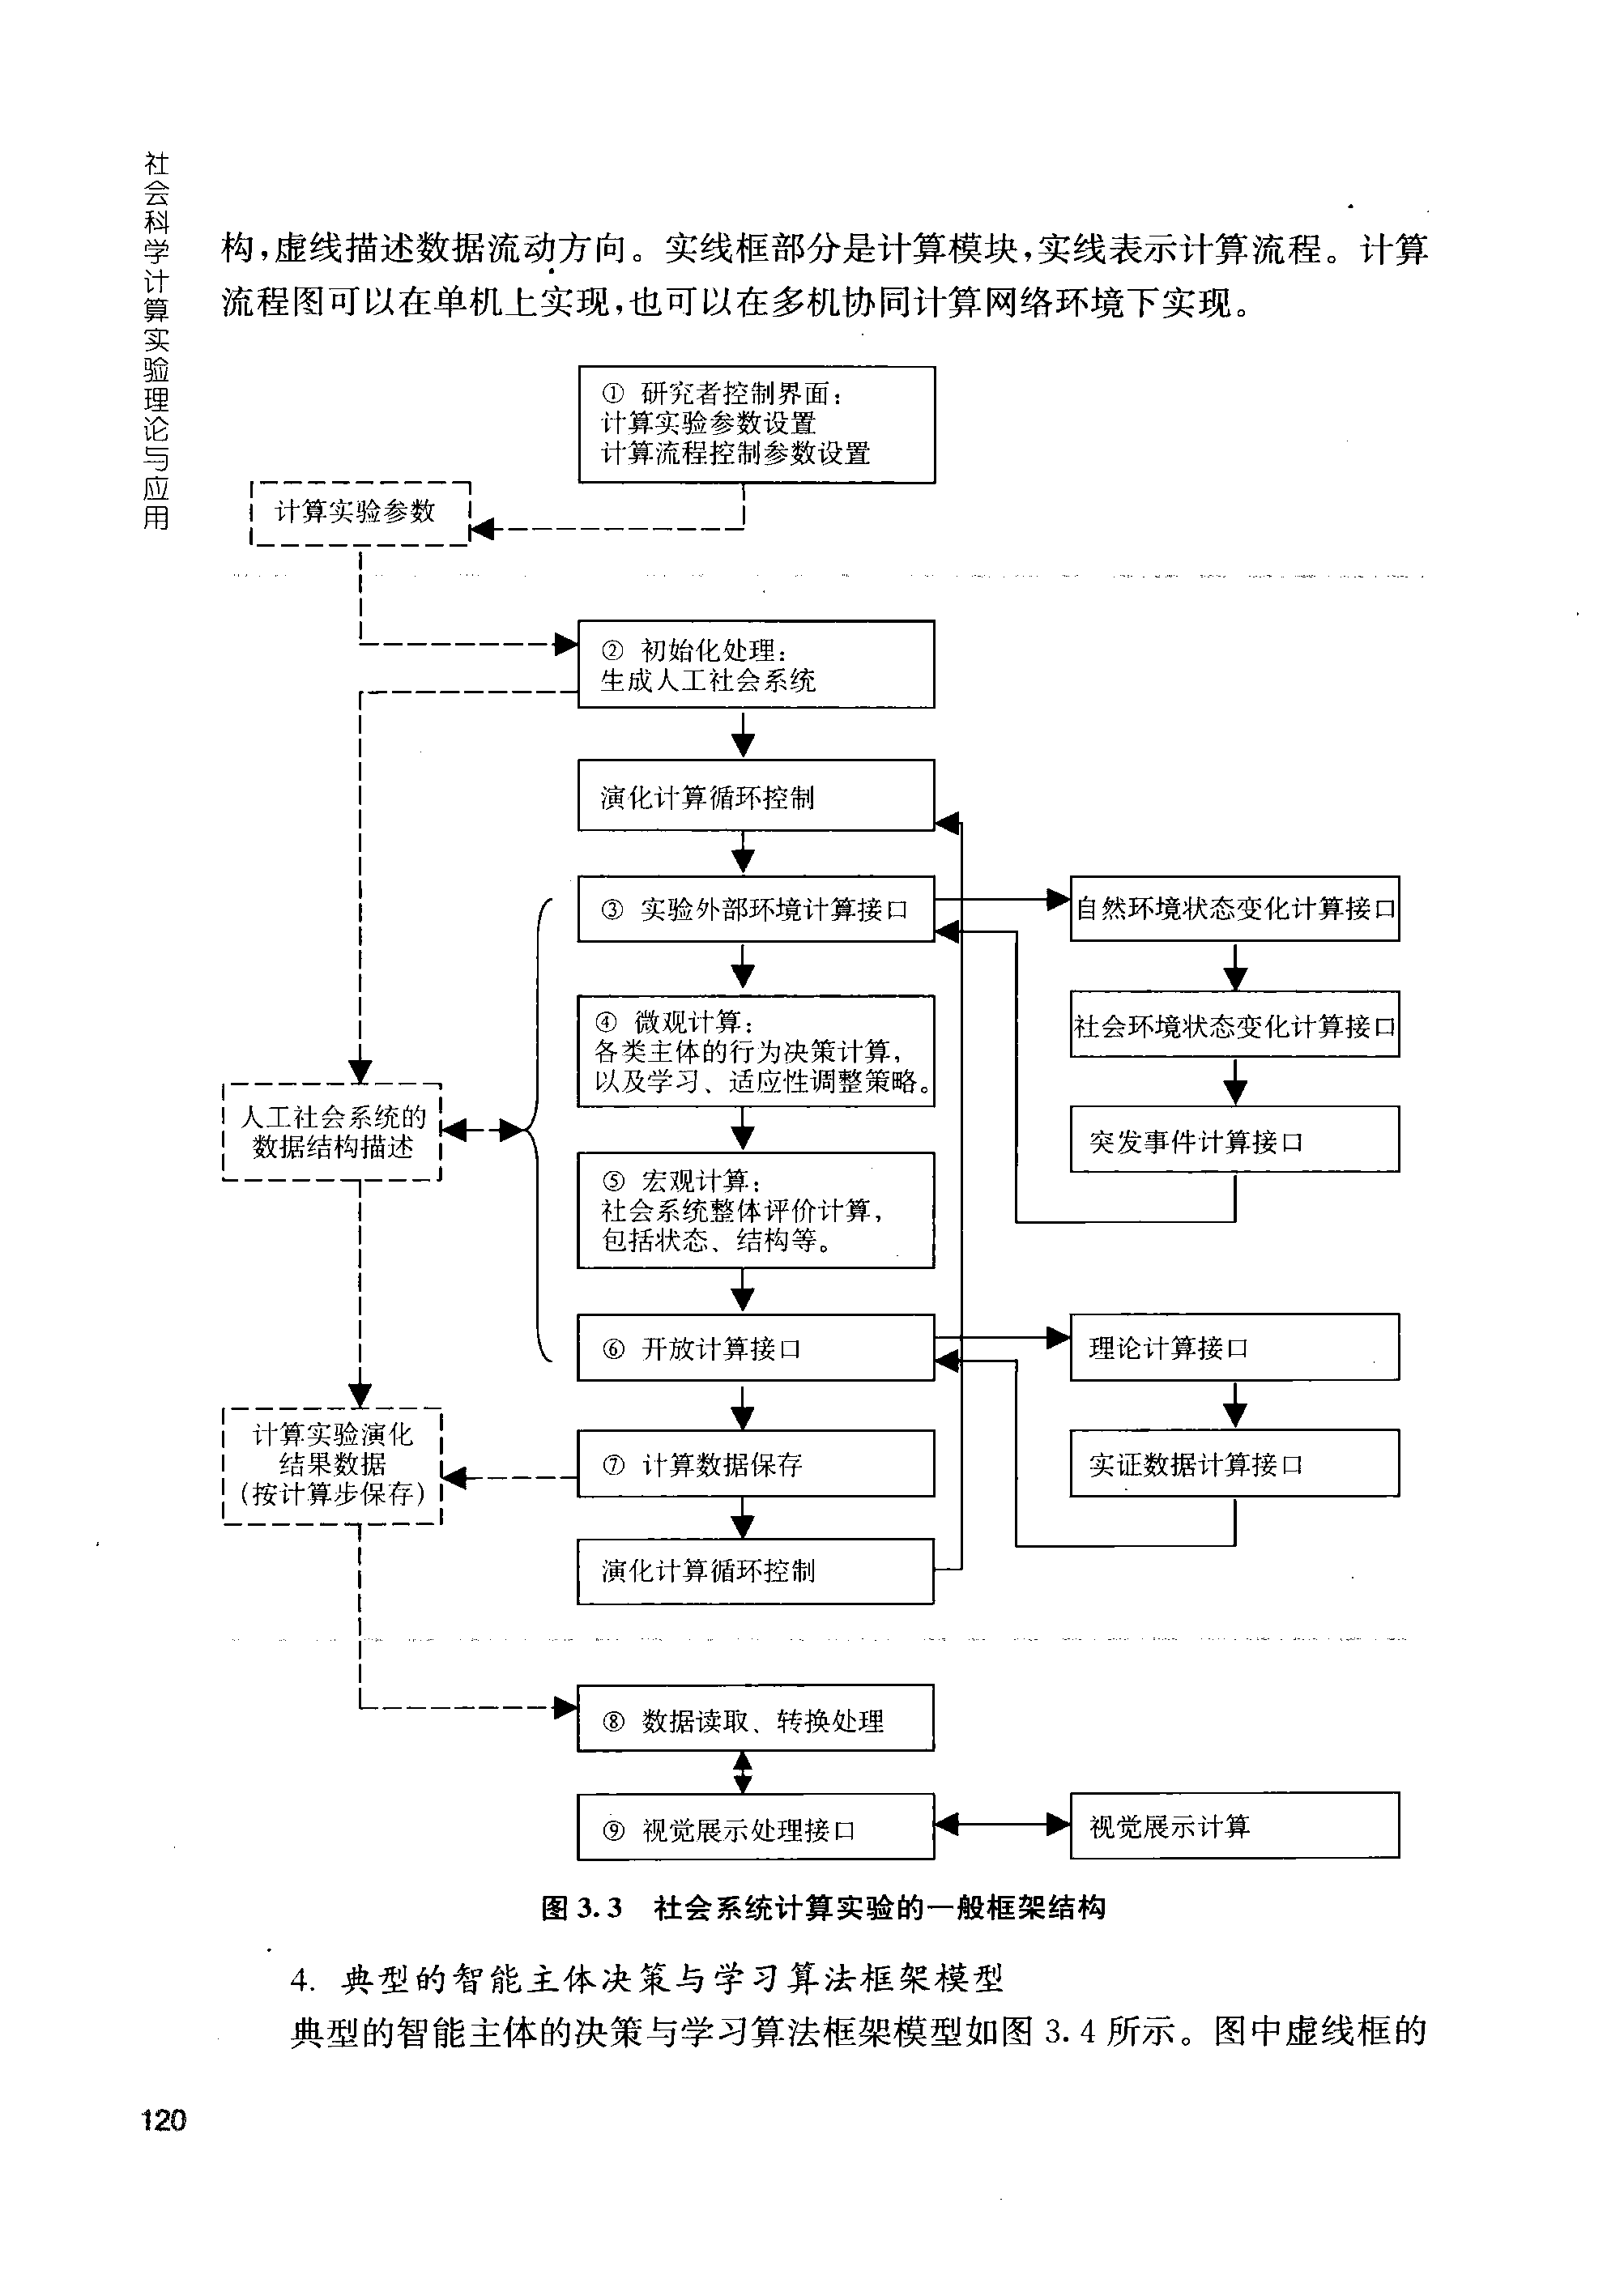 社会科学计算实验理论与应用
构,虚线描述数据流动方向。实线框部分是计算模块,实线表示计算流程。计算
流程图可以在单机上实现,也可以在多机协同计算网络环境下实现。
① 研究者控制界面:
计算实验参数设置
计算流程控制参数设置
计算实验参数
② 初始化处理:
生成人工社会系统
演化计算循环控制
③ 实验外部环境计算接口
自然环境状态变化计算接口
④ 微观计算:
各类主体的行为决策计算,
以及学习、适应性调整策略。
社会环境状态变化计算接口
人工社会系统的
数据结构描述
突发事件计算接口
⑤ 宏观计算:
社会系统整体评价计算,
包括状态、结构等。
⑥ 开放计算接口
理论计算接口
计算实验演化
结果数据
(按计算步保存)
⑦ 计算数据保存
实证数据计算接口
演化计算循环控制
⑧ 数据读取、转换处理
⑨ 视觉展示处理接口
视觉展示计算
图 3.3 社会系统计算实验的一般框架结构
4. 典型的智能主体决策与学习算法框架模型
典型的智能主体的决策与学习算法框架模型如图 3.4 所示。图中虚线框的
120